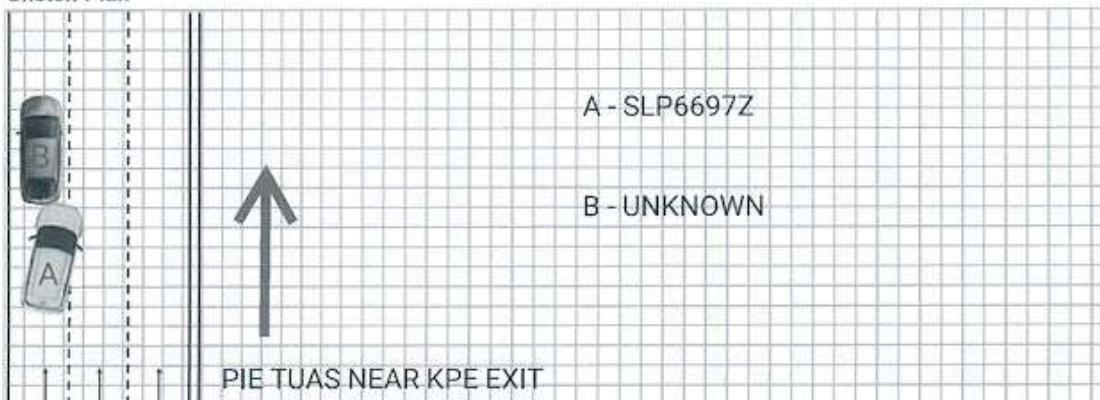 A - SLP6697Z
B
B - UNKNOWN
A
PIE TUAS NEAR KPE EXIT